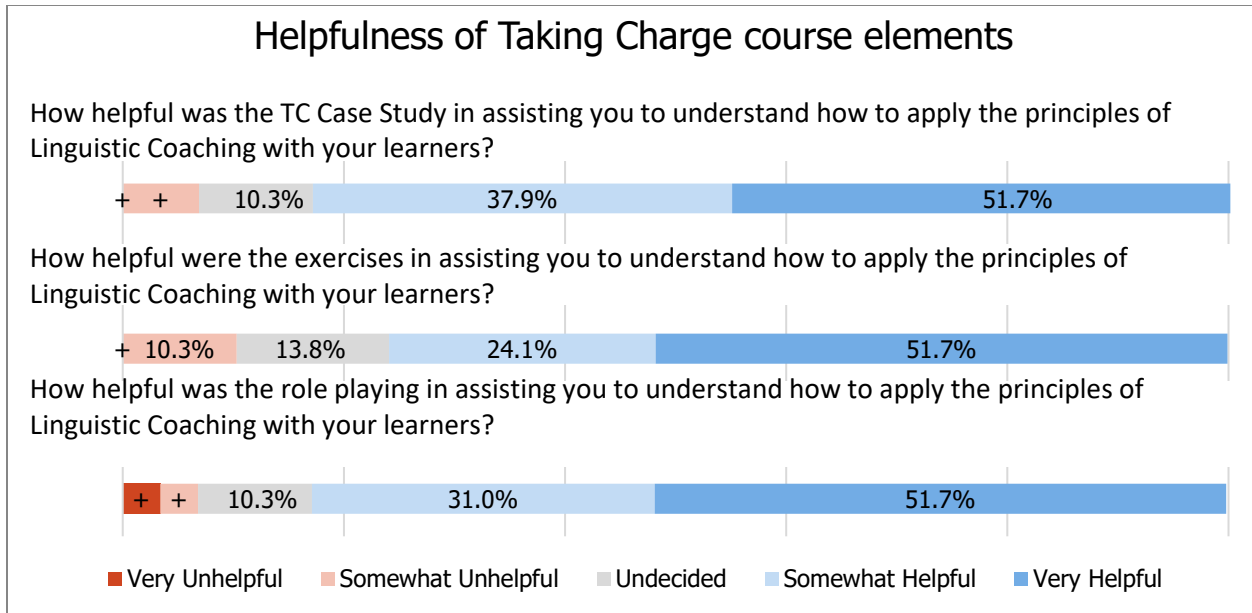 Helpfulness of Taking Charge course elements
How helpful was the TC Case Study in assisting you to understand how to apply the principles of
Linguistic Coaching with your learners?
+ + 10.3% 37.9% 51.7%
How helpful were the exercises in assisting you to understand how to apply the principles of
Linguistic Coaching with your learners?
+ 10.3% 13.8% 24.1% 51.7%
How helpful was the role playing in assisting you to understand how to apply the principles of
Linguistic Coaching with your learners?
+ + 10.3% 31.0% 51.7%
Very Unhelpful Somewhat Unhelpful Undecided Somewhat Helpful Very Helpful